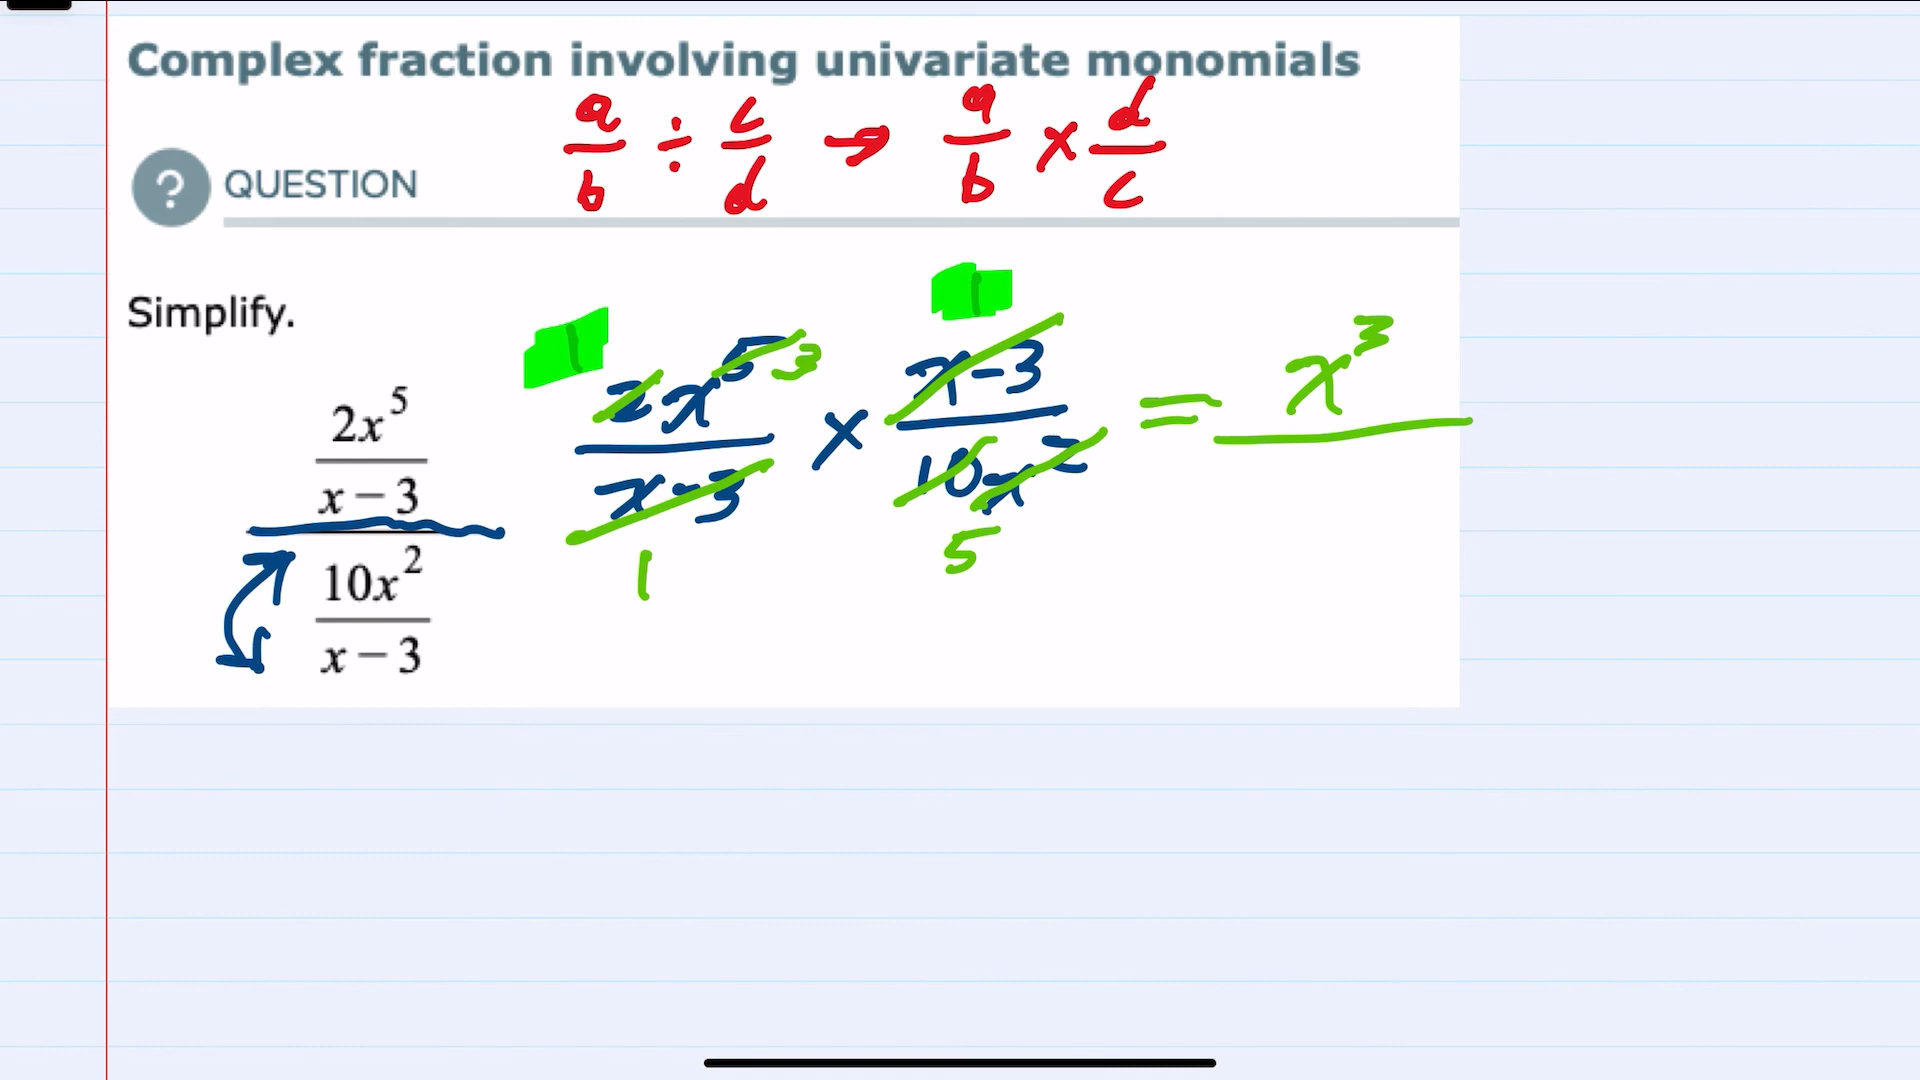 Complex fraction involving univariate monomials
a/b ÷ c/d → a/b × d/c
? QUESTION
Simplify.
2x^5
x − 3
10x^2
x − 3
1 1
2x^5 3 x-3
× = x^3
x-3 10x^2
1 5